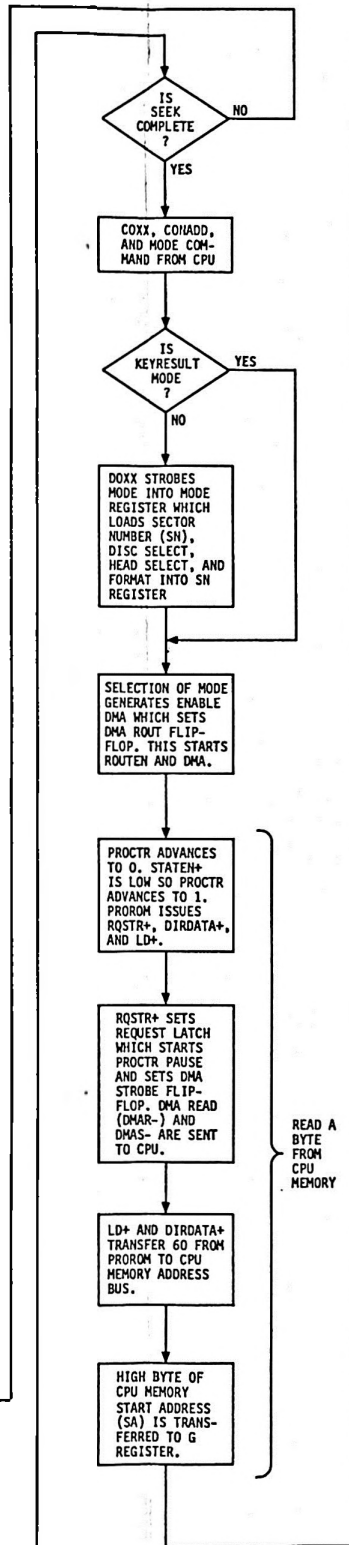 IS
SEEK
COMPLETE
?
NO
YES
COXX, CONADD,
AND MODE COM-
MAND FROM CPU
IS
KEYRESULT
MODE
?
YES
NO
DOXX STROBES
MODE INTO MODE
REGISTER WHICH
LOADS SECTOR
NUMBER (SN),
DISC SELECT,
HEAD SELECT, AND
FORMAT INTO SN
REGISTER
SELECTION OF MODE
GENERATES ENABLE
DMA WHICH SETS
DMA ROUT FLIP-
FLOP. THIS STARTS
ROUTEN AND DMA.
PROCTR ADVANCES
TO 0. STATEN+
IS LOW SO PROCTR
ADVANCES TO 1.
PROROM ISSUES
RQSTR+, DIRDATA+,
AND LD+.
RQSTR+ SETS
REQUEST LATCH
WHICH STARTS
PROCTR PAUSE
AND SETS DMA
STROBE FLIP-
FLOP. DMA READ
(DMAR-) AND
DMAS- ARE SENT
TO CPU.
READ A
BYTE
FROM
CPU
MEMORY
LD+ AND DIRDATA+
TRANSFER 60 FROM
PROROM TO CPU
MEMORY ADDRESS
BUS.
HIGH BYTE OF
CPU MEMORY
START ADDRESS
(SA) IS TRANS-
FERRED TO G
REGISTER.